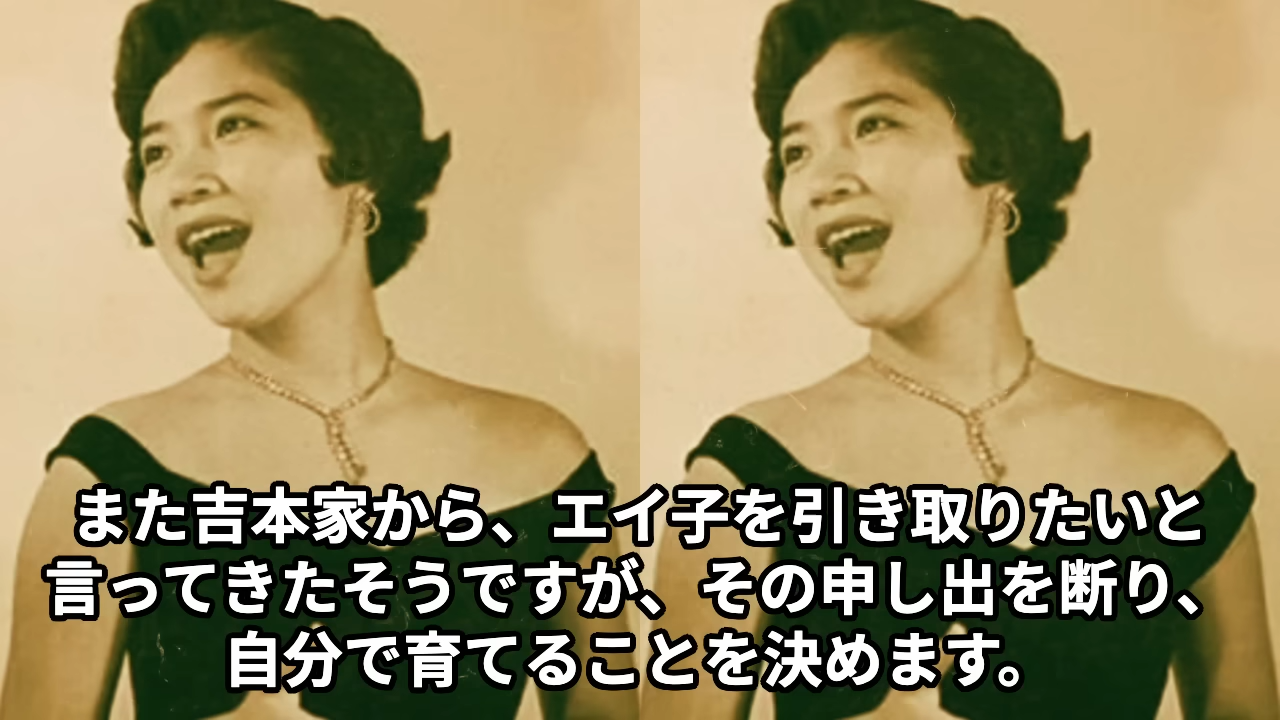 また吉本家から、エイ子を引き取りたいと
言ってきたそうですが、その申し出を断り、
自分で育てることを決めます。